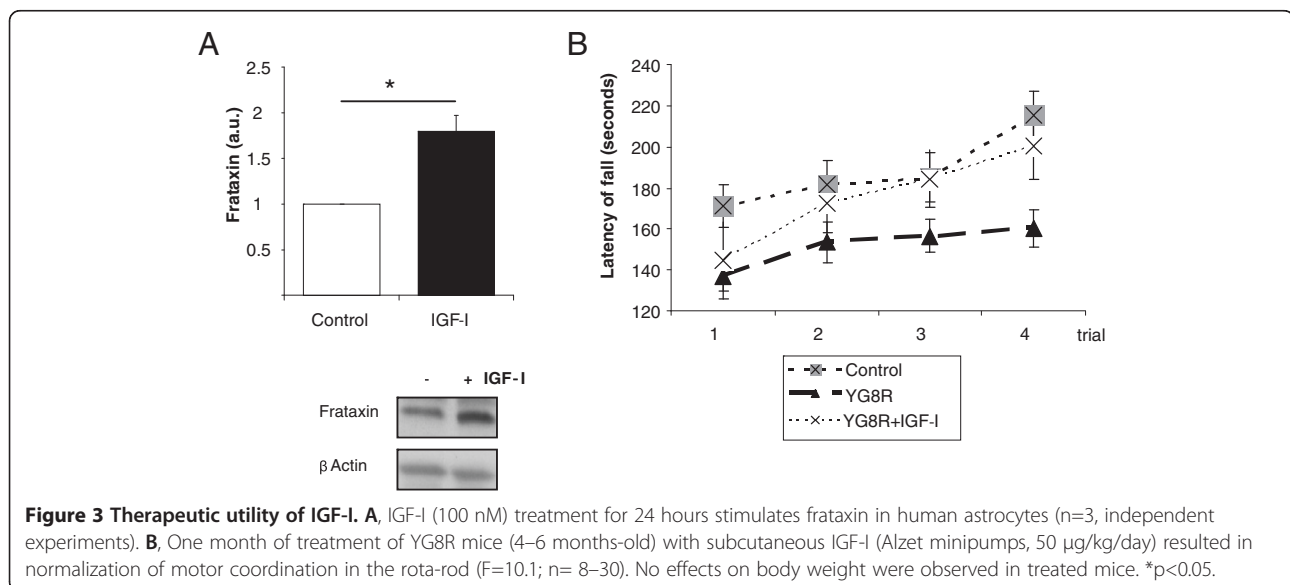 A
B
2.5
2
1.5
1
0.5
Frataxin (a.u.)
*
Control
IGF-I
- + IGF-I
Frataxin
β Actin
240
220
200
180
160
140
120
Latency of fall (seconds)
1 2 3 4 trial
Control
YG8R
YG8R+IGF-I
Figure 3 Therapeutic utility of IGF-I. A, IGF-I (100 nM) treatment for 24 hours stimulates frataxin in human astrocytes (n=3, independent
experiments). B, One month of treatment of YG8R mice (4–6 months-old) with subcutaneous IGF-I (Alzet minipumps, 50 μg/kg/day) resulted in
normalization of motor coordination in the rota-rod (F=10.1; n= 8–30). No effects on body weight were observed in treated mice. *p<0.05.